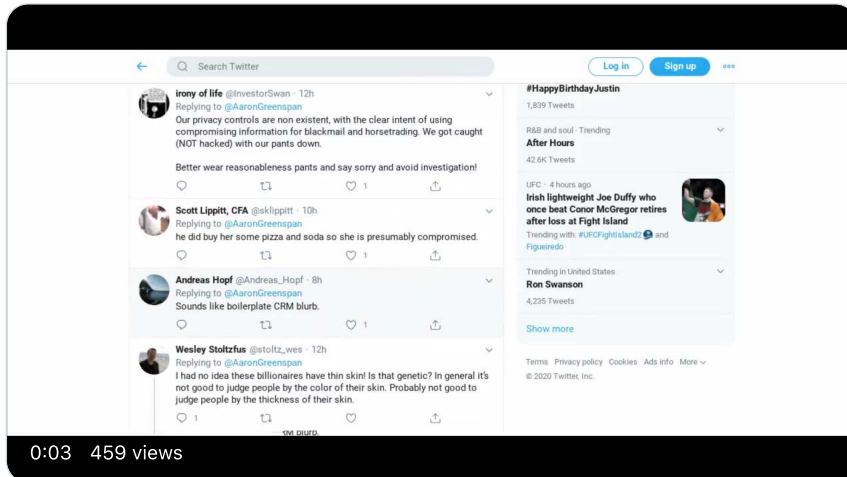 Search Twitter
Log in
Sign up
irony of life @InvestorSwan · 12h
Replying to @AaronGreenspan
Our privacy controls are non existent, with the clear intent of using
compromising information for blackmail and horsetrading. We got caught
(NOT hacked) with our pants down.
Better wear reasonableness pants and say sorry and avoid investigation!
1
Scott Lippitt, CFA @sklippitt · 10h
Replying to @AaronGreenspan
he did buy her some pizza and soda so she is presumably compromised.
1
Andreas Hopf @Andreas_Hopf · 8h
Replying to @AaronGreenspan
Sounds like boilerplate CRM blurb.
1
Wesley Stoltzfus @stoltz_wes · 12h
Replying to @AaronGreenspan
I had no idea these billionaires have thin skin! Is that genetic? In general it's
not good to judge people by the color of their skin. Probably not good to
judge people by the thickness of their skin.
1
blurb.
#HappyBirthdayJustin
1,839 Tweets
R&B and soul · Trending
After Hours
42.6K Tweets
UFC · 4 hours ago
Irish lightweight Joe Duffy who
once beat Conor McGregor retires
after loss at Fight Island
Trending with: #UFCFightIsland2 and
Figueiredo
Trending in United States
Ron Swanson
4,235 Tweets
Show more
Terms Privacy policy Cookies Ads info More
© 2020 Twitter, Inc.
0:03 459 views